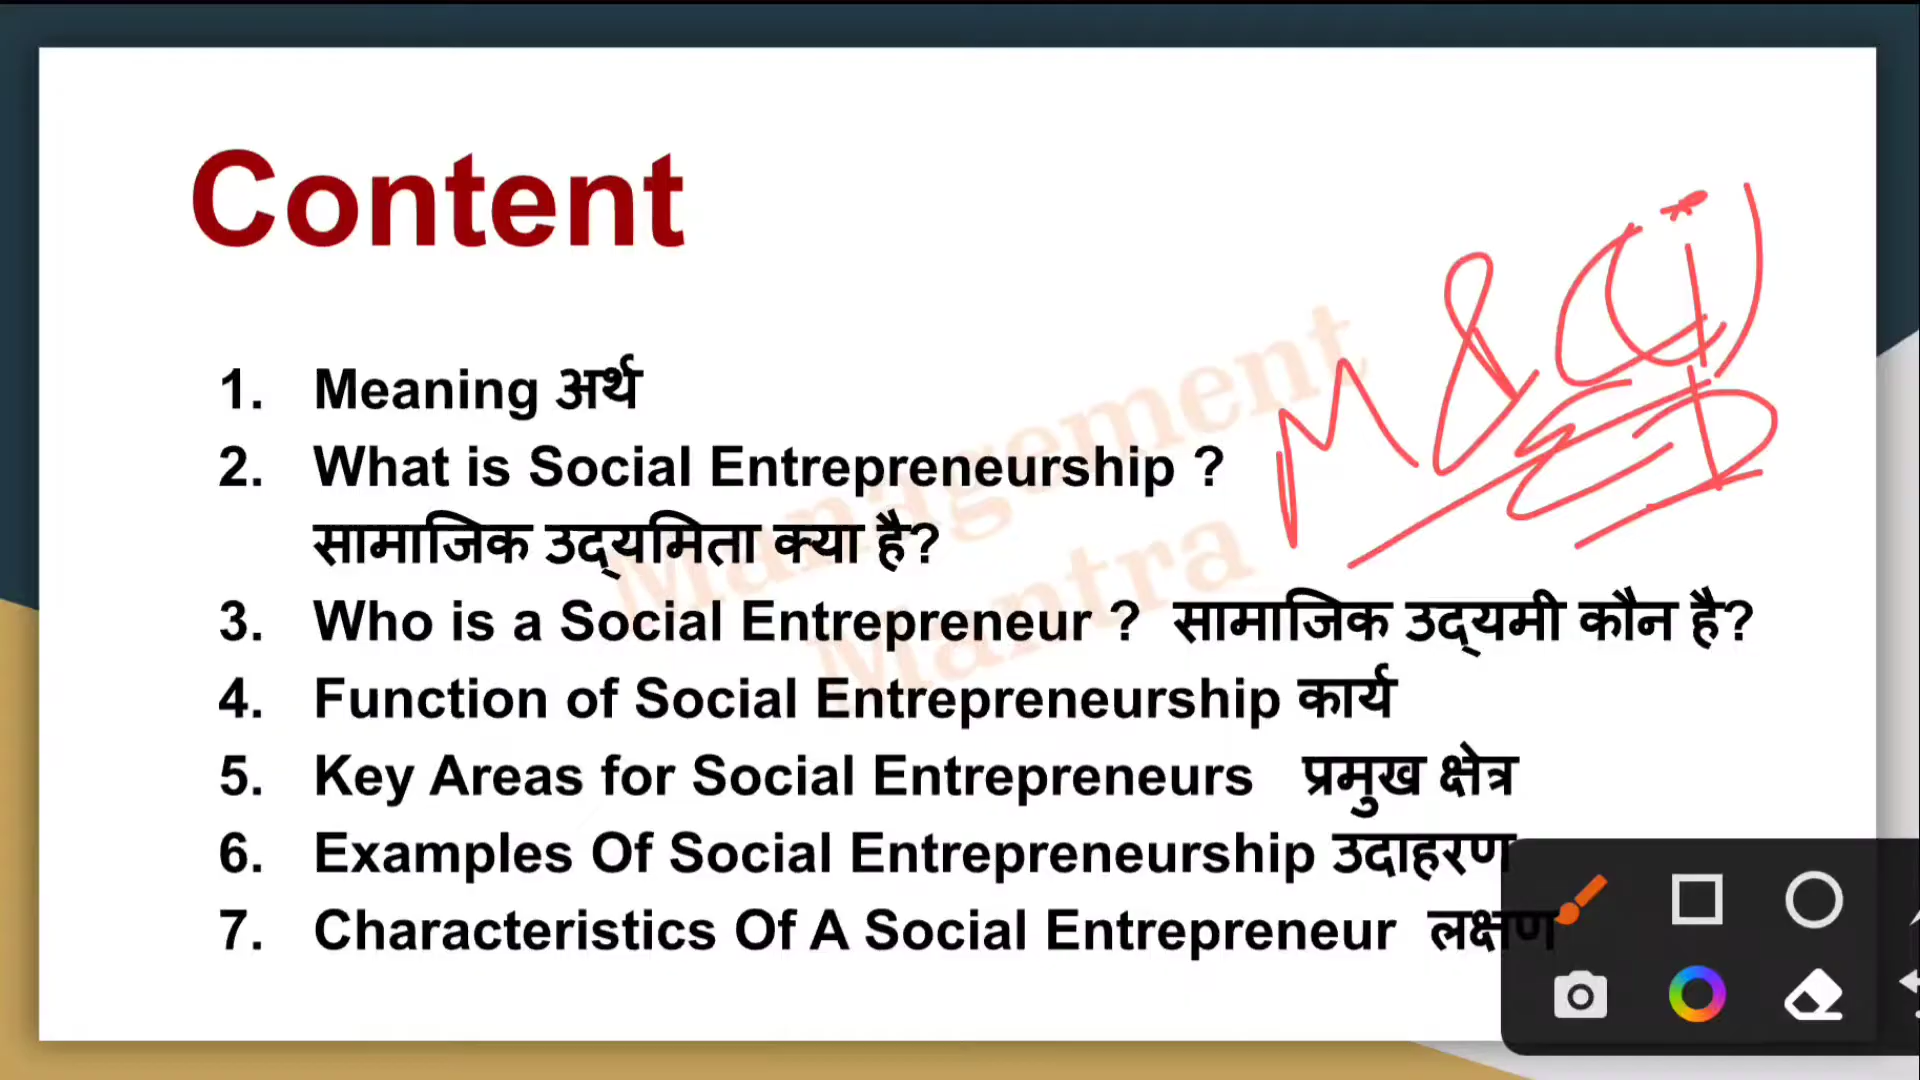 Content
1. Meaning अर्थ
2. What is Social Entrepreneurship ?
सामाजिक उद्यमिता क्या है?
3. Who is a Social Entrepreneur ? सामाजिक उद्यमी कौन है?
4. Function of Social Entrepreneurship कार्य
5. Key Areas for Social Entrepreneurs प्रमुख क्षेत्र
6. Examples Of Social Entrepreneurship उदाहरण
7. Characteristics Of A Social Entrepreneur लक्षण
Management
Mantra